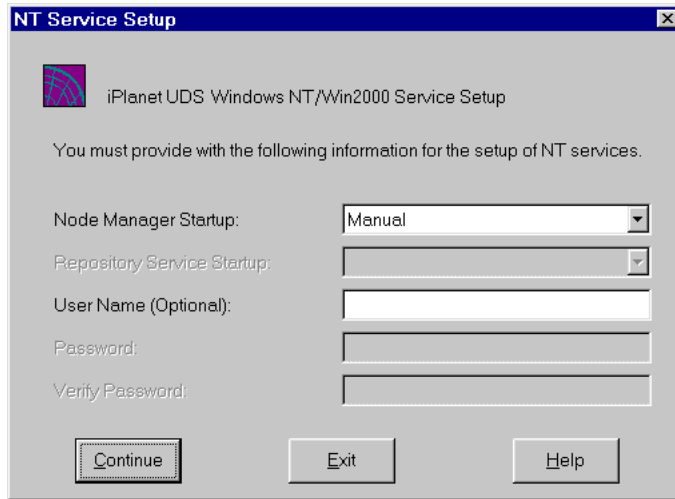 NT Service Setup
iPlanet UDS Windows NT/Win2000 Service Setup
You must provide with the following information for the setup of NT services.
Node Manager Startup: Manual
Repository Service Startup:
User Name (Optional):
Password:
Verify Password:
Continue Exit Help